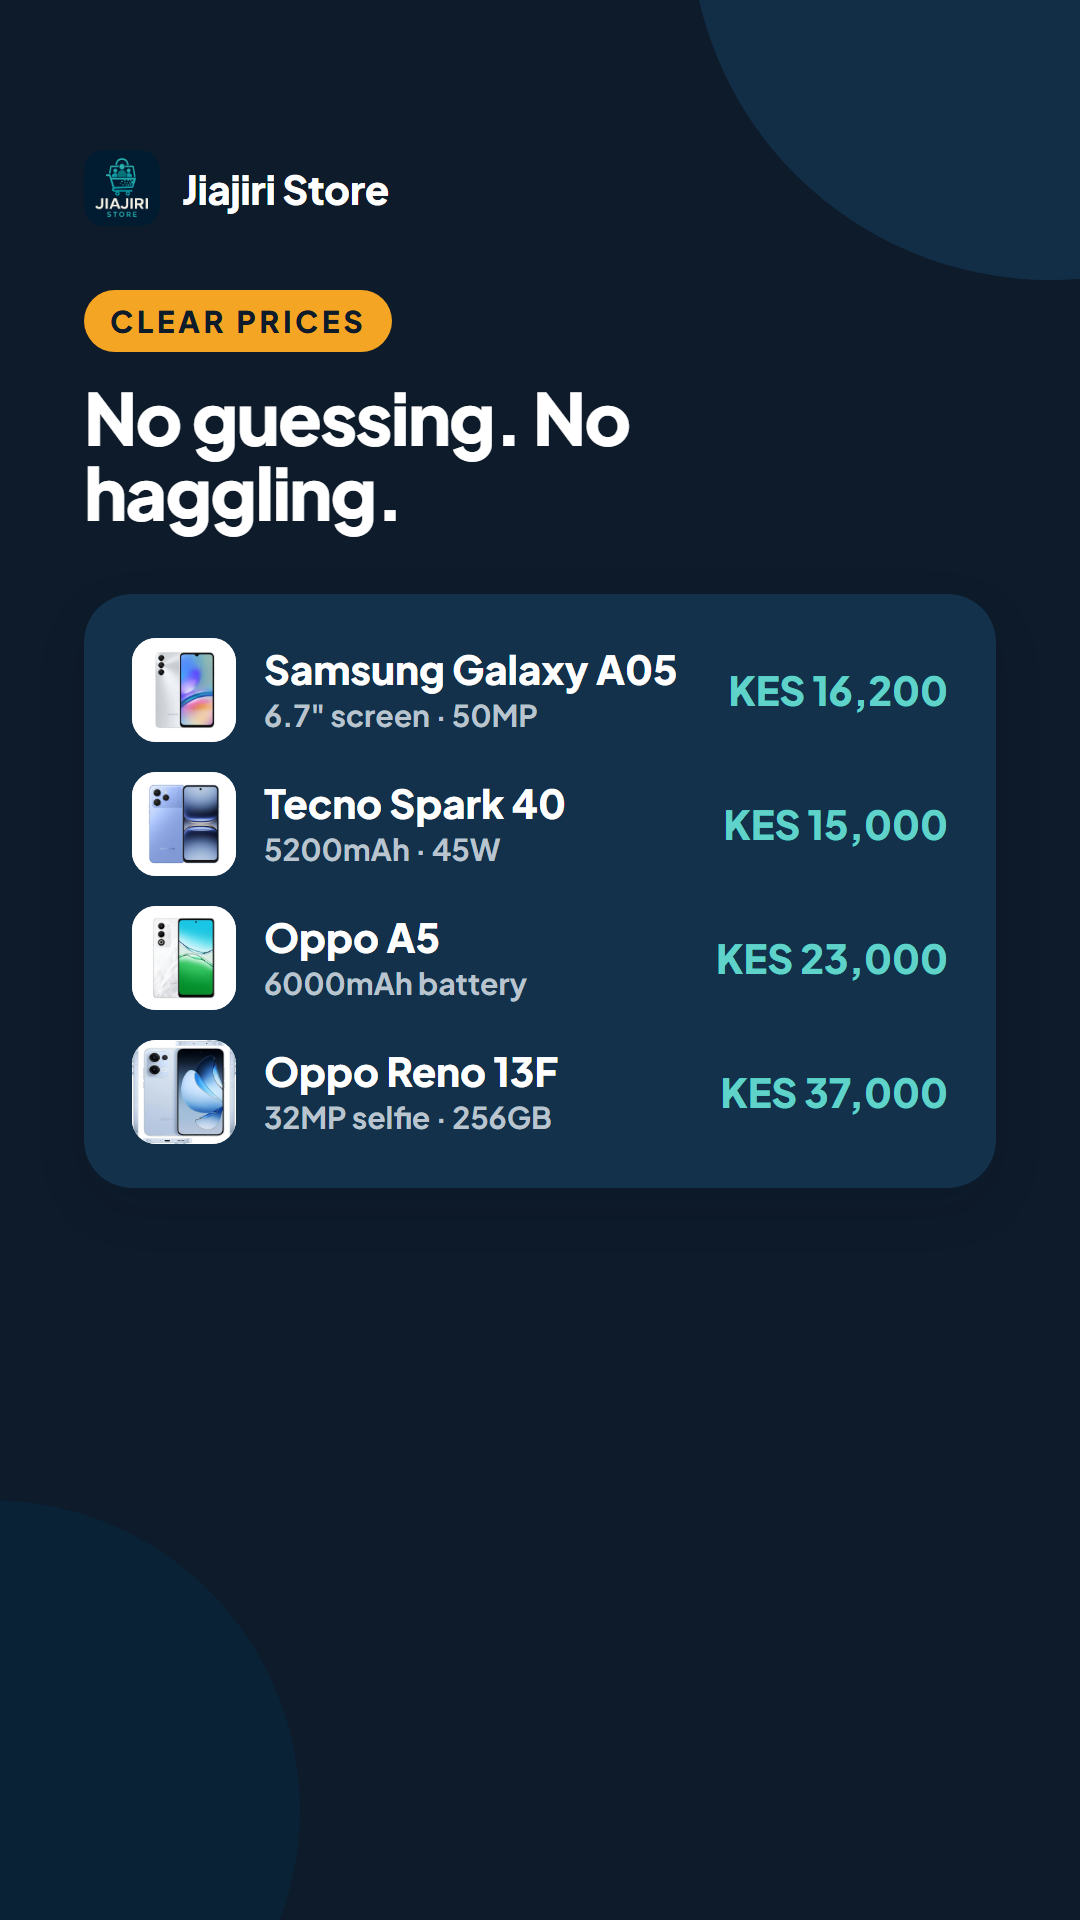 JIAJIRI
STORE
Jiajiri Store
CLEAR PRICES
No guessing. No
haggling.
Samsung Galaxy A05
6.7" screen · 50MP
KES 16,200
Tecno Spark 40
5200mAh · 45W
KES 15,000
Oppo A5
6000mAh battery
KES 23,000
Oppo Reno 13F
32MP selfie · 256GB
KES 37,000